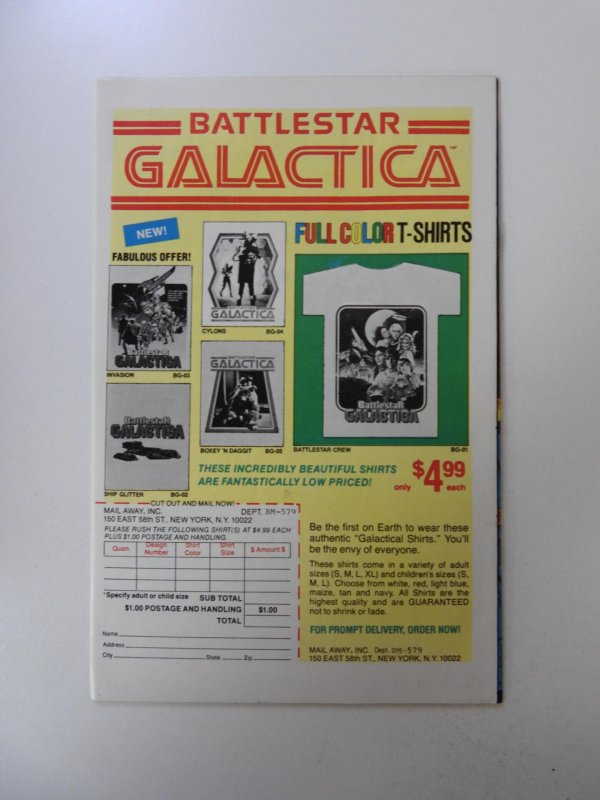 BATTLESTAR
GALACTICA™
NEW!
FABULOUS OFFER!
FULL COLOR T-SHIRTS
Battlestar
GALACTICA
INVASION BG-03
GALACTICA
CYLONS BG-04
Battlestar
GALACTICA
SHIP GLITTER BG-02
BATTLESTAR
GALACTICA
BOXEY 'N DAGGIT BG-05
Battlestar
GALACTICA
BATTLESTAR CREW BG-01
THESE INCREDIBLY BEAUTIFUL SHIRTS
ARE FANTASTICALLY LOW PRICED!
only $4.99 each
CUT OUT AND MAIL NOW!
MAIL AWAY, INC. DEPT. BM-579
150 EAST 58th ST., NEW YORK, N.Y. 10022
PLEASE RUSH THE FOLLOWING SHIRT(S) AT $4.99 EACH
PLUS $1.00 POSTAGE AND HANDLING.
Quan. Design Number Shirt Color Shirt Size $ Amount $
*Specify adult or child size SUB TOTAL
$1.00 POSTAGE AND HANDLING $1.00
TOTAL
Name
Address
City State Zip
Be the first on Earth to wear these
authentic "Galactical Shirts." You'll
be the envy of everyone.
These shirts come in a variety of adult
sizes (S, M, L, XL) and children's sizes (S,
M, L). Choose from white, red, light blue,
maize, tan and navy. All Shirts are the
highest quality and are GUARANTEED
not to shrink or fade.
FOR PROMPT DELIVERY, ORDER NOW!
MAIL AWAY, INC. Dept. BM-579
150 EAST 58th ST., NEW YORK, N.Y. 10022